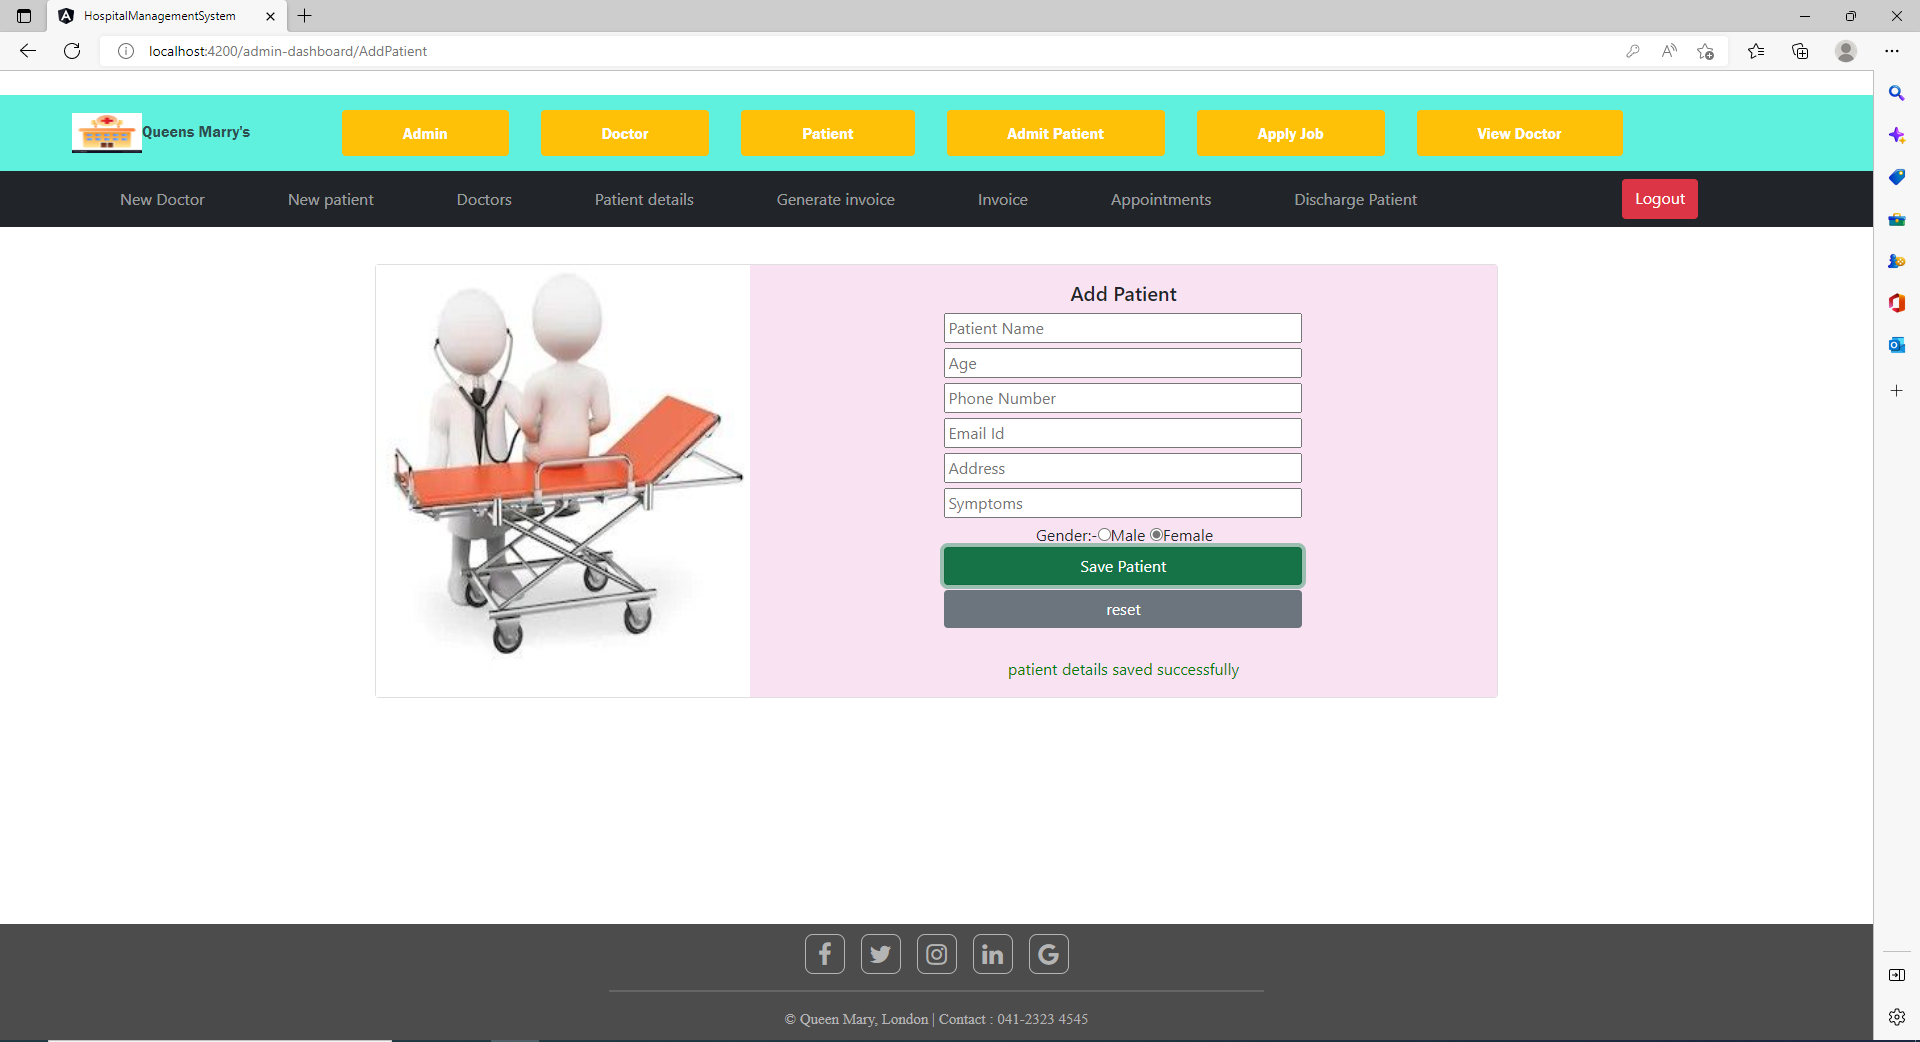 HospitalManagementSystem
localhost:4200/admin-dashboard/AddPatient
Queens Marry's
Admin
Doctor
Patient
Admit Patient
Apply Job
View Doctor
New Doctor
New patient
Doctors
Patient details
Generate invoice
Invoice
Appointments
Discharge Patient
Logout
Add Patient
Patient Name
Age
Phone Number
Email Id
Address
Symptoms
Gender:-Male Female
Save Patient
reset
patient details saved successfully
© Queen Mary, London | Contact : 041-2323 4545